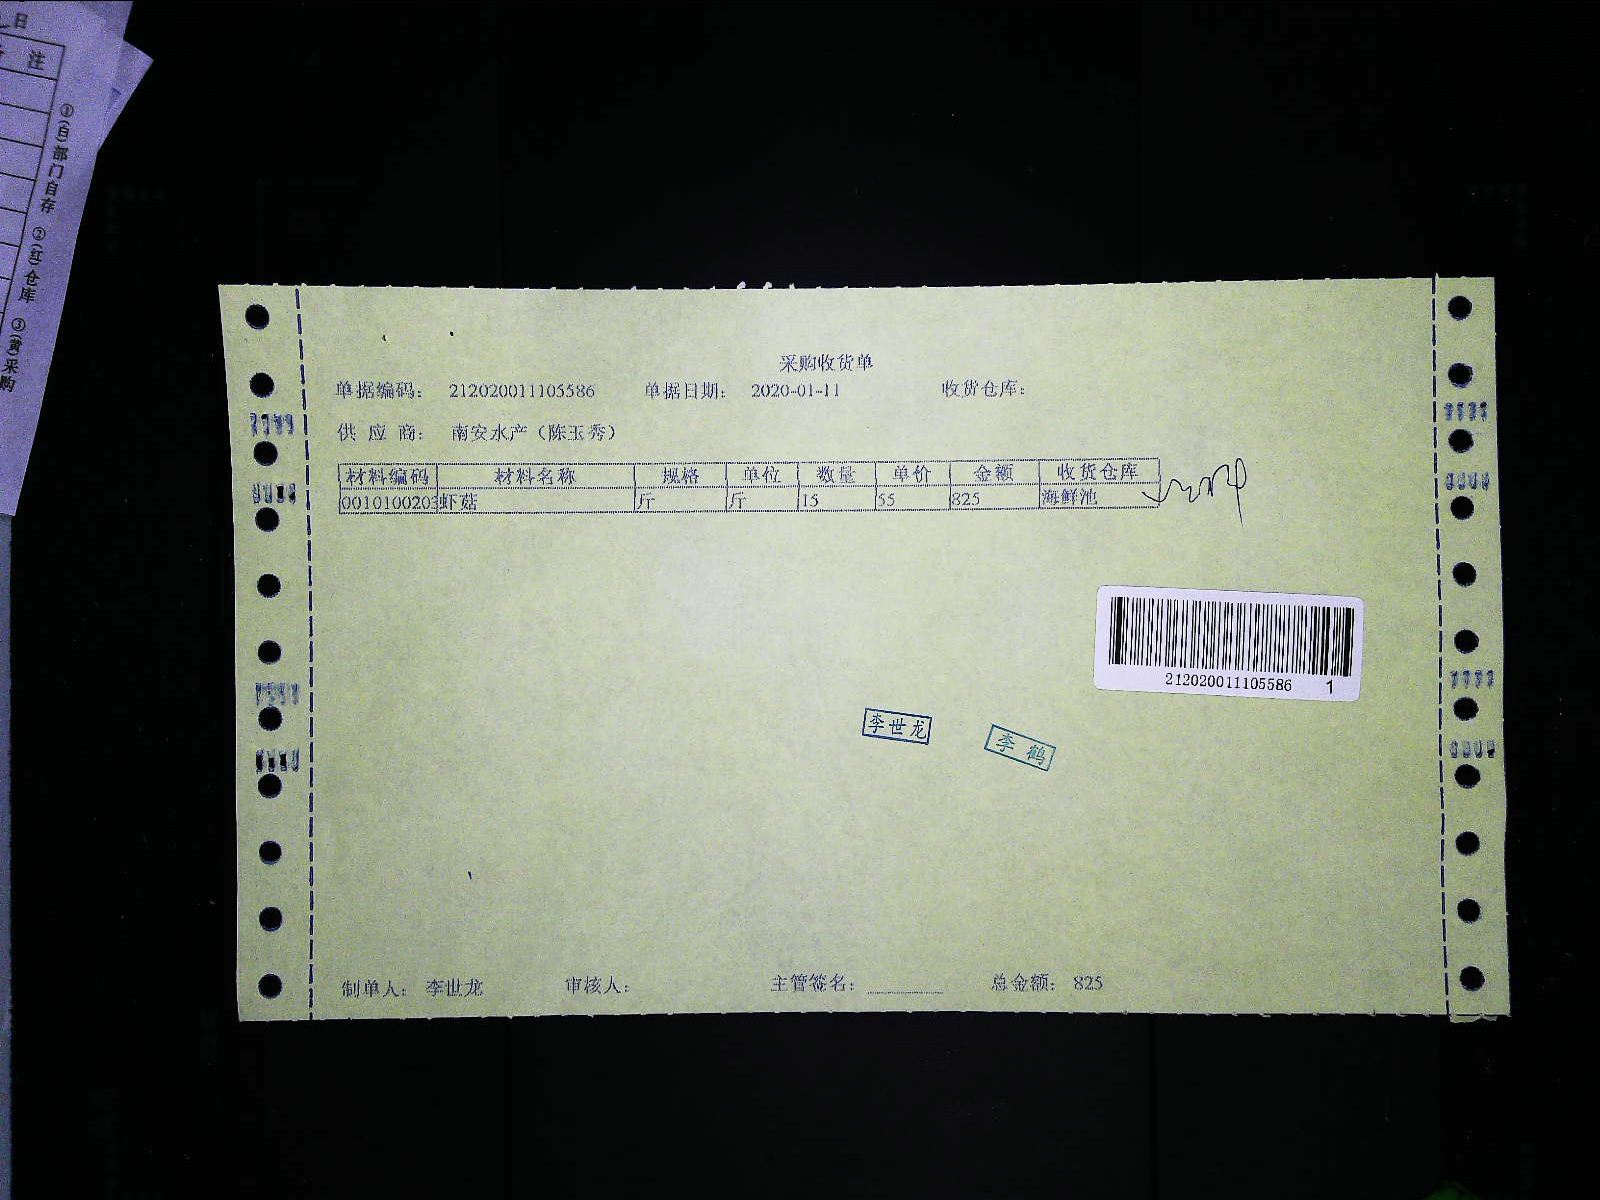 日
注
①(白)部门自存 ②(红)仓库 ③(黄)采购
采购收货单
单据编码： 212020011105586 单据日期： 2020-01-11 收货仓库：
供 应 商： 南安水产（陈玉秀）
材料编码 材料名称 规格 单位 数量 单价 金额 收货仓库
0010100203 虾菇 斤 斤 15 55 825 海鲜池
212020011105586 1
李世龙
李鹤
制单人： 李世龙 审核人： 主管签名： 总金额： 825